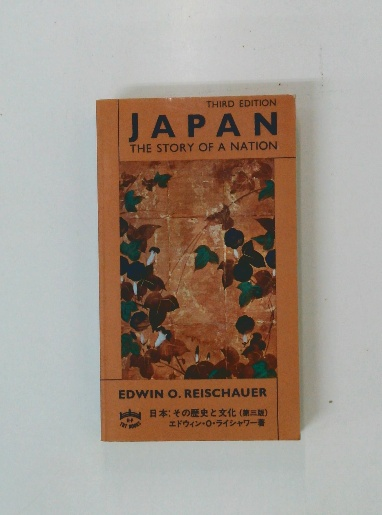 THIRD EDITION
JAPAN
THE STORY OF A NATION
EDWIN O. REISCHAUER
日本: その歴史と文化 (第三版)
エドウィン・O・ライシャワー著